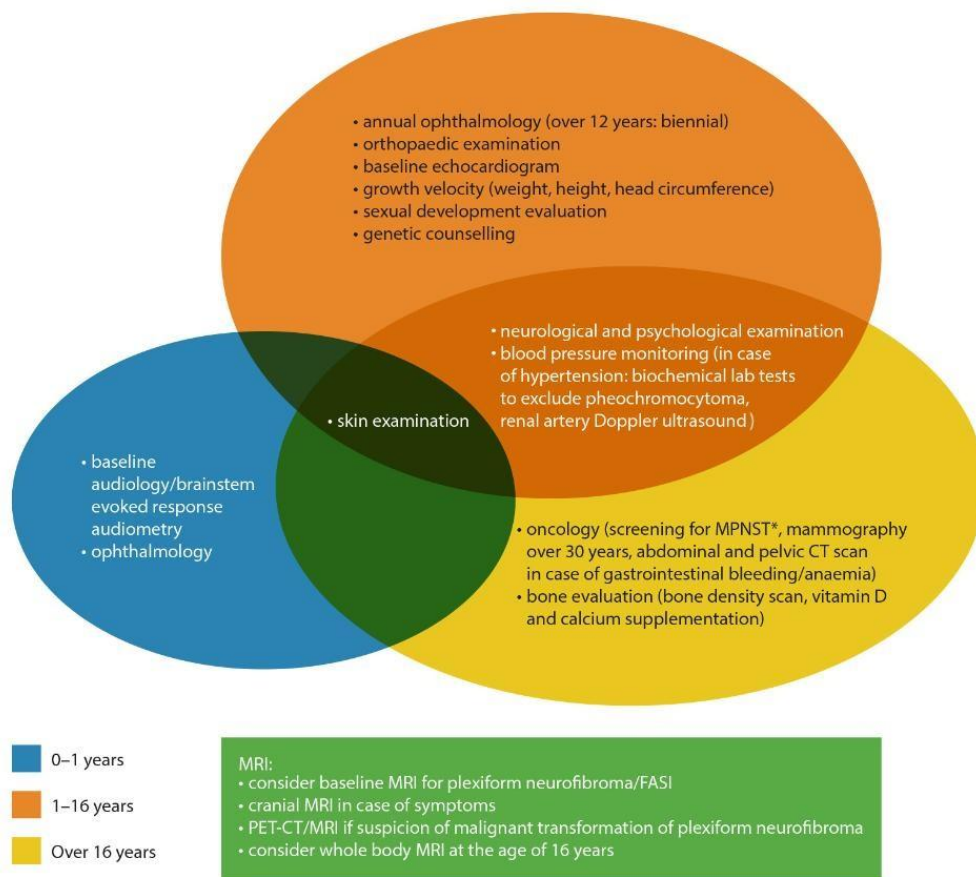 • annual ophthalmology (over 12 years: biennial)
• orthopaedic examination
• baseline echocardiogram
• growth velocity (weight, height, head circumference)
• sexual development evaluation
• genetic counselling
• neurological and psychological examination
• blood pressure monitoring (in case
of hypertension: biochemical lab tests
to exclude pheochromocytoma,
renal artery Doppler ultrasound)
• skin examination
• baseline
audiology/brainstem
evoked response
audiometry
• ophthalmology
• oncology (screening for MPNST*, mammography
over 30 years, abdominal and pelvic CT scan
in case of gastrointestinal bleeding/anaemia)
• bone evaluation (bone density scan, vitamin D
and calcium supplementation)
0–1 years
1–16 years
Over 16 years
MRI:
• consider baseline MRI for plexiform neurofibroma/FASI
• cranial MRI in case of symptoms
• PET-CT/MRI if suspicion of malignant transformation of plexiform neurofibroma
• consider whole body MRI at the age of 16 years